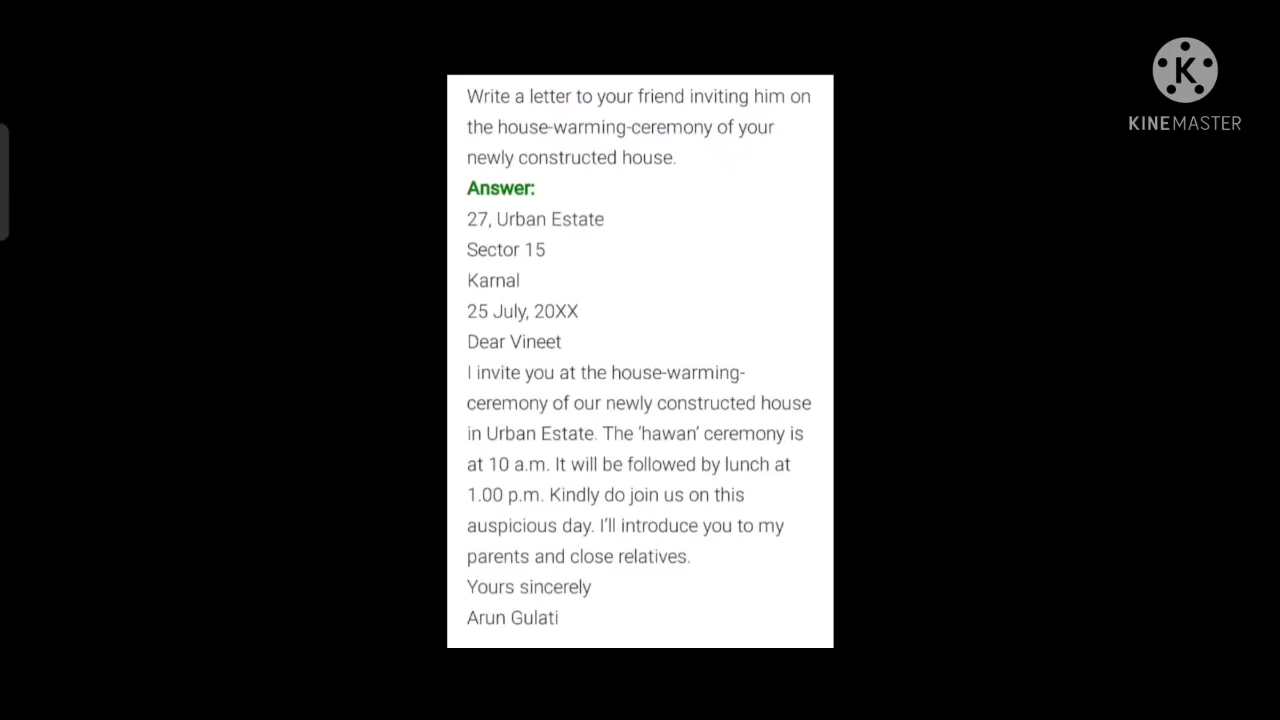 Write a letter to your friend inviting him on
the house-warming-ceremony of your
newly constructed house.
Answer:
27, Urban Estate
Sector 15
Karnal
25 July, 20XX
Dear Vineet
I invite you at the house-warming-
ceremony of our newly constructed house
in Urban Estate. The ‘hawan’ ceremony is
at 10 a.m. It will be followed by lunch at
1.00 p.m. Kindly do join us on this
auspicious day. I’ll introduce you to my
parents and close relatives.
Yours sincerely
Arun Gulati
K
KINEMASTER